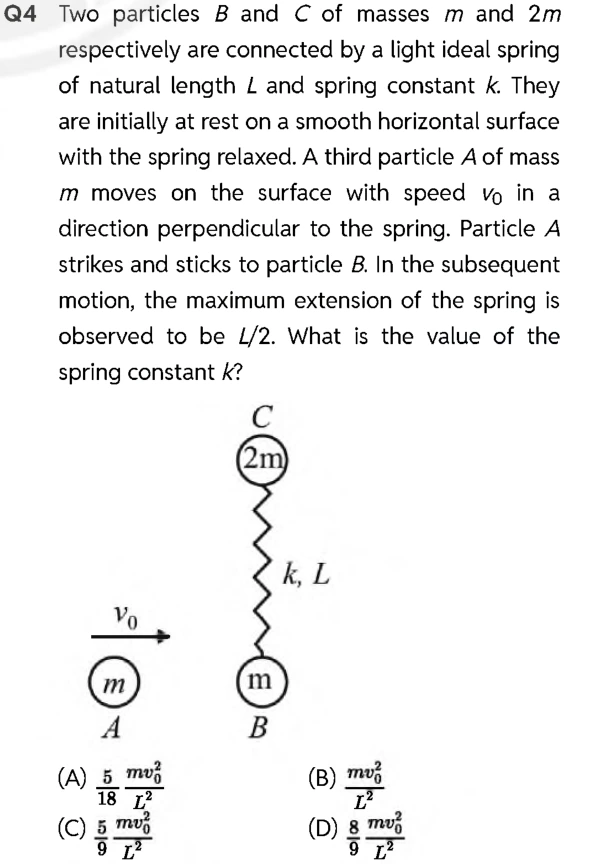 Q4 Two particles B and C of masses m and 2m
respectively are connected by a light ideal spring
of natural length L and spring constant k. They
are initially at rest on a smooth horizontal surface
with the spring relaxed. A third particle A of mass
m moves on the surface with speed v₀ in a
direction perpendicular to the spring. Particle A
strikes and sticks to particle B. In the subsequent
motion, the maximum extension of the spring is
observed to be L/2. What is the value of the
spring constant k?
C
2m
k, L
v₀
m
m
A
B
(A) 5/18 mv₀²/L²
(B) mv₀²/L²
(C) 5/9 mv₀²/L²
(D) 8/9 mv₀²/L²